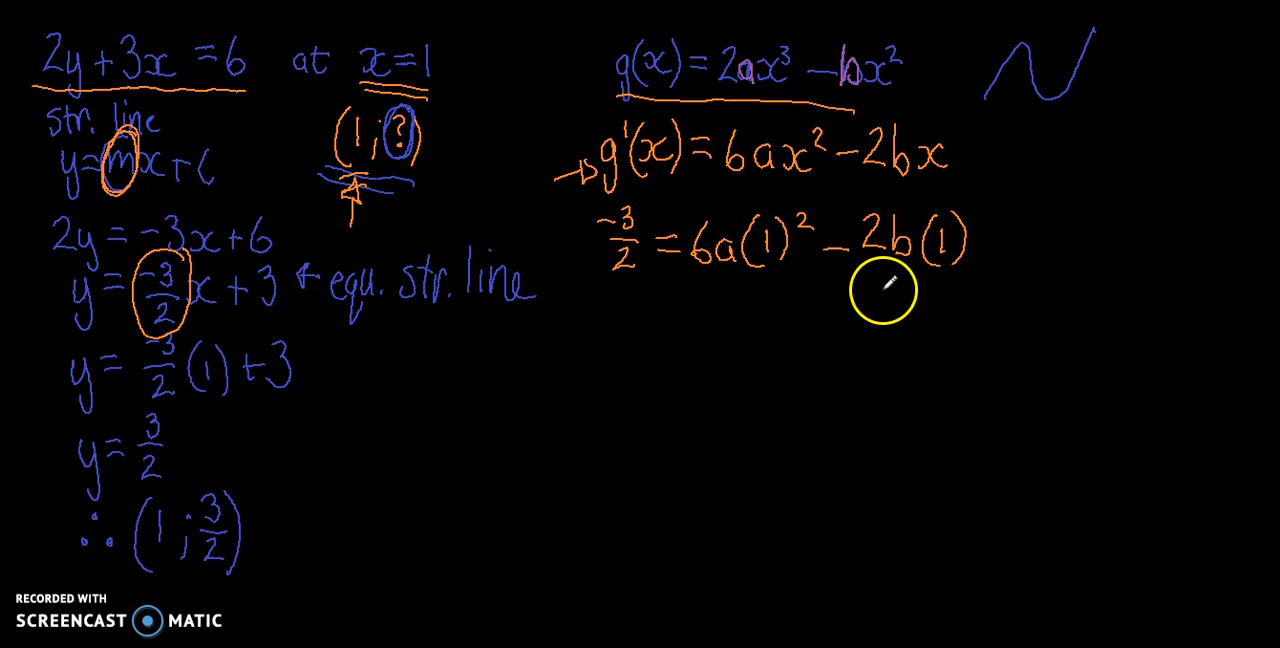 2y + 3x = 6 at x = 1
str. line
(1 ; ?)
y = mx + c
2y = -3x + 6
y = -3/2 x + 3 ← equ. str. line
y = -3/2 (1) + 3
y = 3/2
∴ (1 ; 3/2)
g(x) = 2ax³ - bx²
→ g'(x) = 6ax² - 2bx
-3/2 = 6a(1)² - 2b(1)
RECORDED WITH
SCREENCAST MATIC